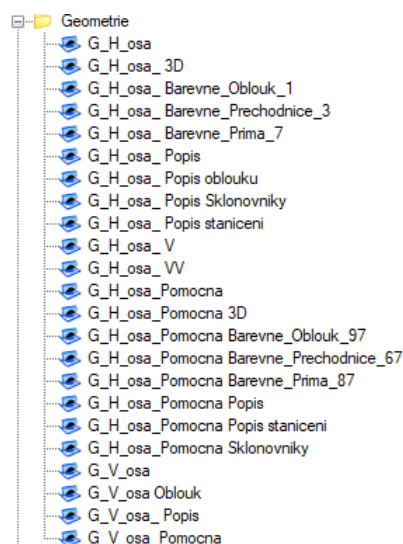 Geometrie
G_H_osa
G_H_osa_ 3D
G_H_osa_ Barevne_Oblouk_1
G_H_osa_ Barevne_Prechodnice_3
G_H_osa_ Barevne_Prima_7
G_H_osa_ Popis
G_H_osa_ Popis oblouku
G_H_osa_ Popis Sklonovniky
G_H_osa_ Popis staniceni
G_H_osa_ V
G_H_osa_ VV
G_H_osa_Pomocna
G_H_osa_Pomocna 3D
G_H_osa_Pomocna Barevne_Oblouk_97
G_H_osa_Pomocna Barevne_Prechodnice_67
G_H_osa_Pomocna Barevne_Prima_87
G_H_osa_Pomocna Popis
G_H_osa_Pomocna Popis staniceni
G_H_osa_Pomocna Sklonovniky
G_V_osa
G_V_osa Oblouk
G_V_osa_ Popis
G_V_osa_Pomocna